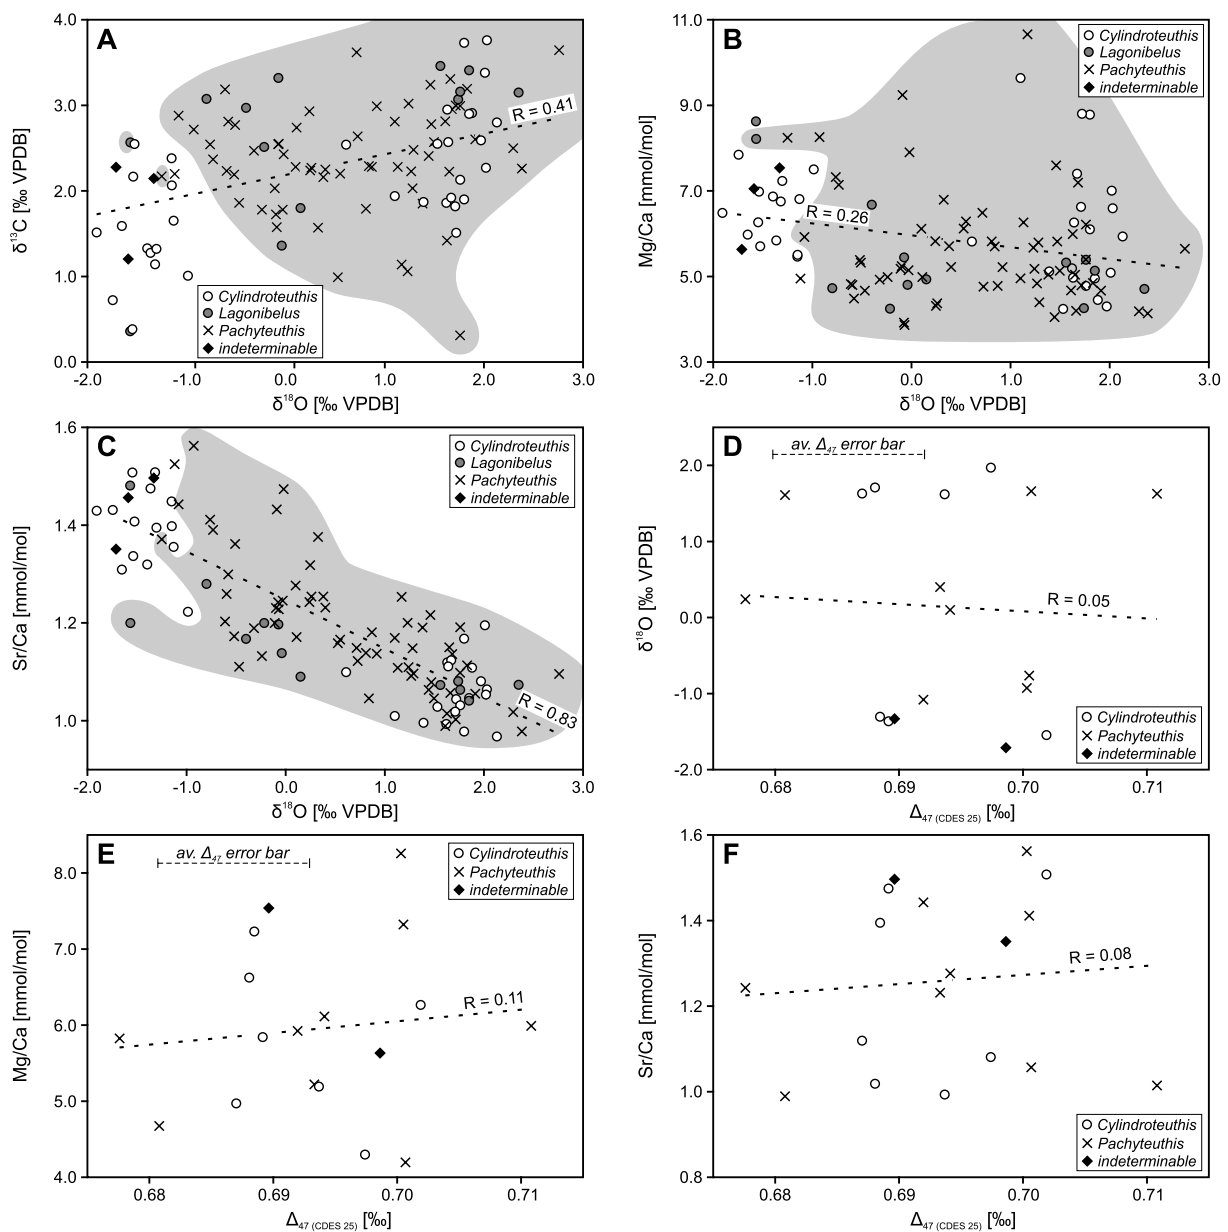 A
4.0
3.0
2.0
1.0
0.0
δ¹³C [‰ VPDB]
R = 0.41
Cylindroteuthis
Lagonibelus
Pachyteuthis
indeterminable
-2.0 -1.0 0.0 1.0 2.0 3.0
δ¹⁸O [‰ VPDB]
B
11.0
9.0
7.0
5.0
3.0
Mg/Ca [mmol/mol]
Cylindroteuthis
Lagonibelus
Pachyteuthis
indeterminable
R = 0.26
-2.0 -1.0 0.0 1.0 2.0 3.0
δ¹⁸O [‰ VPDB]
C
1.6
1.4
1.2
1.0
Sr/Ca [mmol/mol]
Cylindroteuthis
Lagonibelus
Pachyteuthis
indeterminable
R = 0.83
-2.0 -1.0 0.0 1.0 2.0 3.0
δ¹⁸O [‰ VPDB]
D
av. Δ₄₇ error bar
2.0
1.0
0.0
-1.0
-2.0
δ¹⁸O [‰ VPDB]
R = 0.05
Cylindroteuthis
Pachyteuthis
indeterminable
0.68 0.69 0.70 0.71
Δ₄₇ (CDES 25) [‰]
E
av. Δ₄₇ error bar
8.0
7.0
6.0
5.0
4.0
Mg/Ca [mmol/mol]
Cylindroteuthis
Pachyteuthis
indeterminable
R = 0.11
0.68 0.69 0.70 0.71
Δ₄₇ (CDES 25) [‰]
F
1.6
1.4
1.2
1.0
0.8
Sr/Ca [mmol/mol]
R = 0.08
Cylindroteuthis
Pachyteuthis
indeterminable
0.68 0.69 0.70 0.71
Δ₄₇ (CDES 25) [‰]